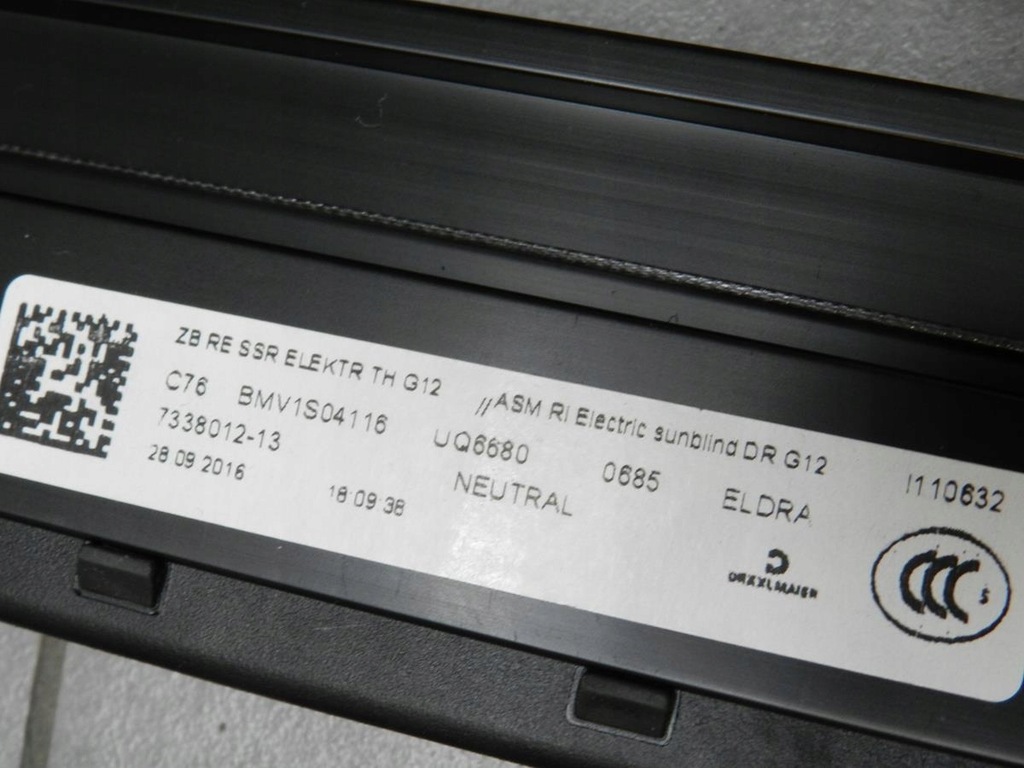 ZB RE SSR ELEKTR TH G12 //ASM RI Electric sunblind DR G12 I110632
C76 BMV1S04116 UQ6680 0685 ELDRA
7338012-13 NEUTRAL
28.09.2016 18:09:38
DRÄXLMAIER
CCC S